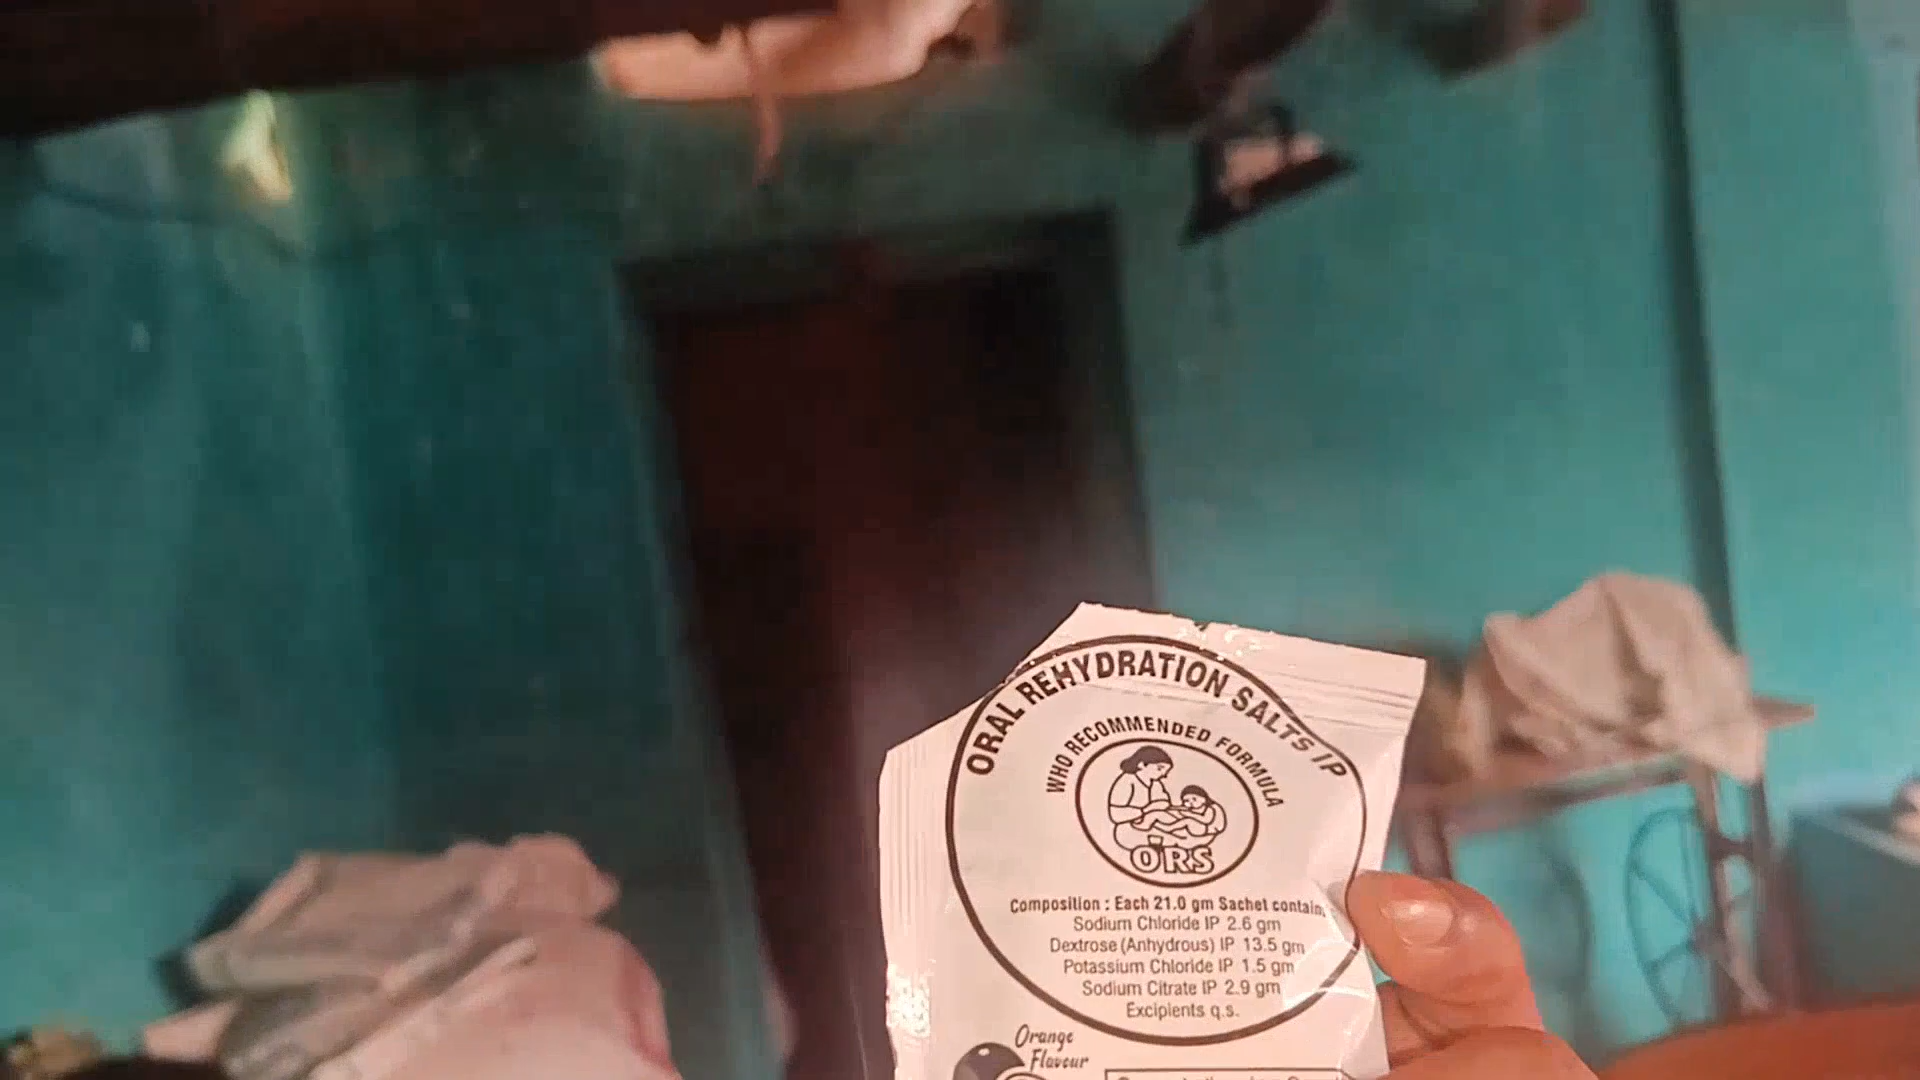 ORAL REHYDRATION SALTS IP
WHO RECOMMENDED FORMULA
ORS
Composition : Each 21.0 gm Sachet contain
Sodium Chloride IP 2.6 gm
Dextrose (Anhydrous) IP 13.5 gm
Potassium Chloride IP 1.5 gm
Sodium Citrate IP 2.9 gm
Excipients q.s.
Orange
Flavour